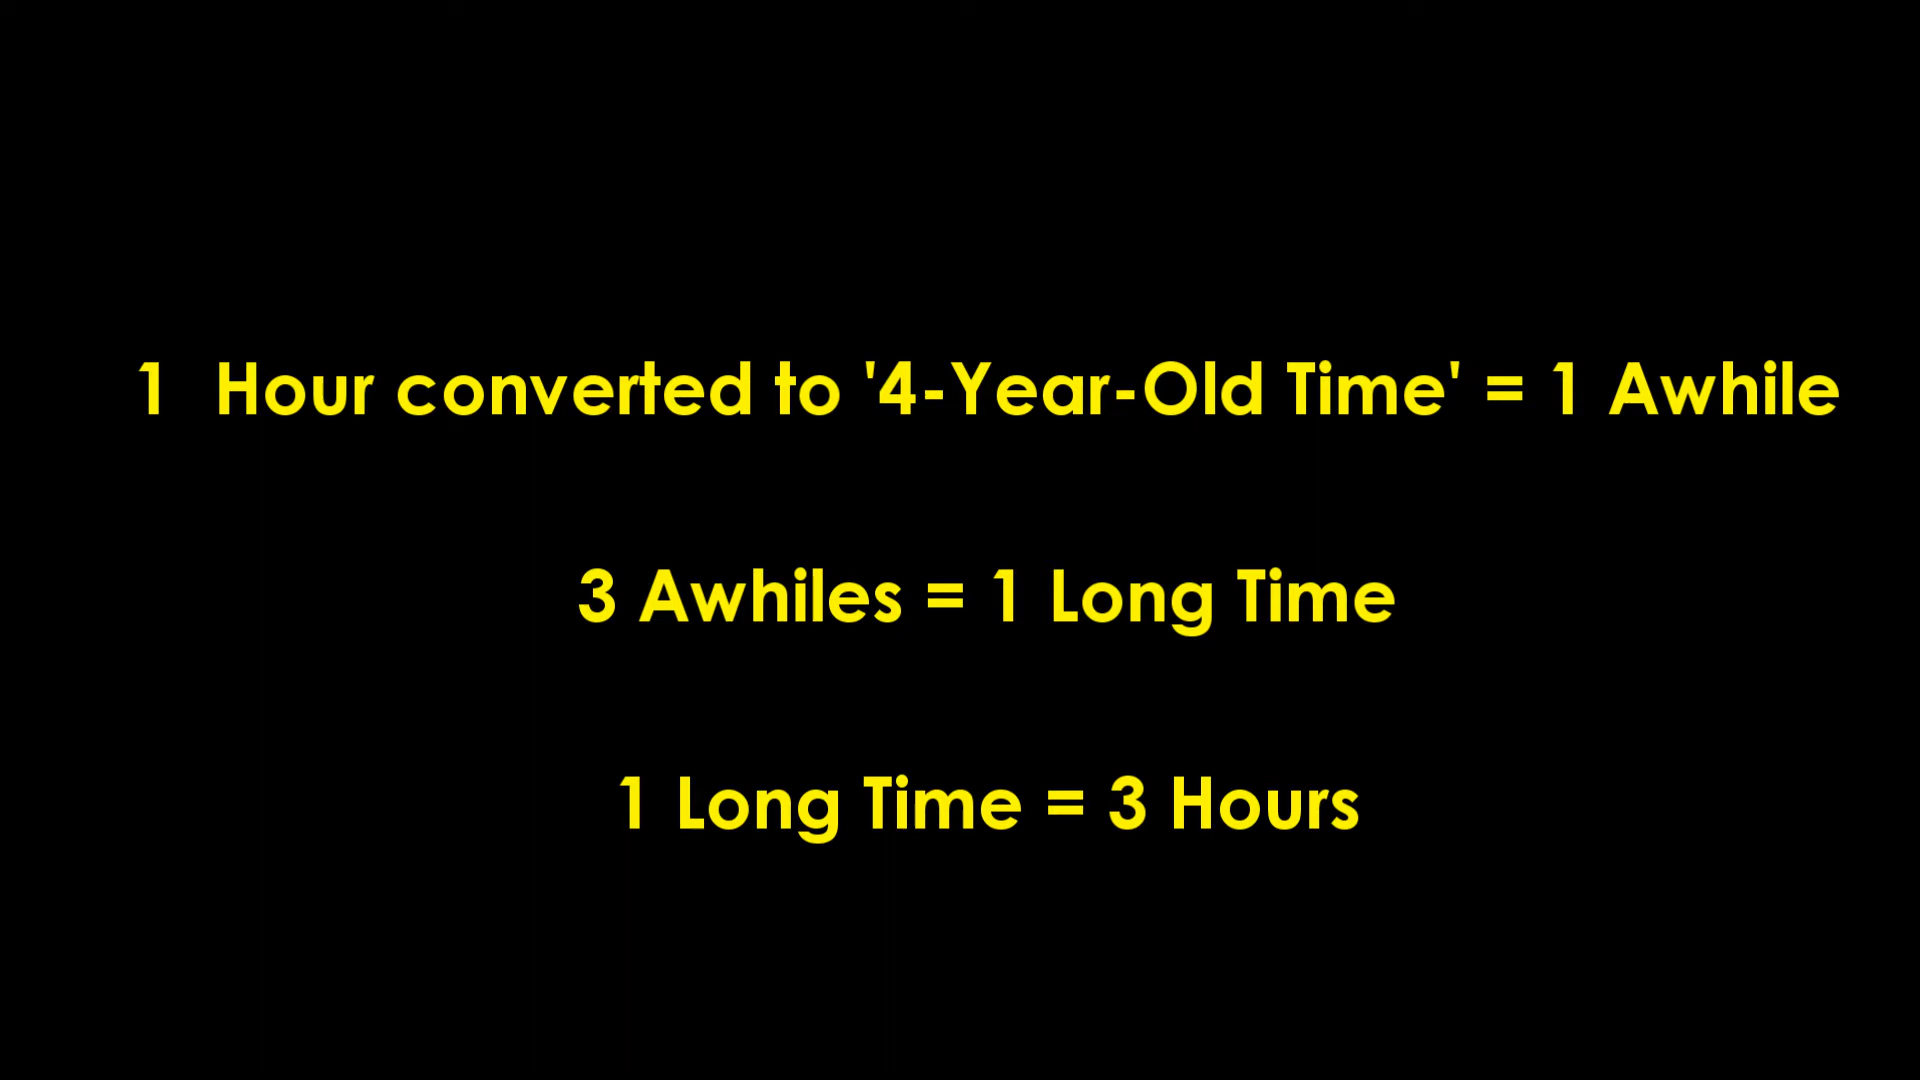 1  Hour converted to '4-Year-Old Time' = 1 Awhile
3 Awhiles = 1 Long Time
1 Long Time = 3 Hours